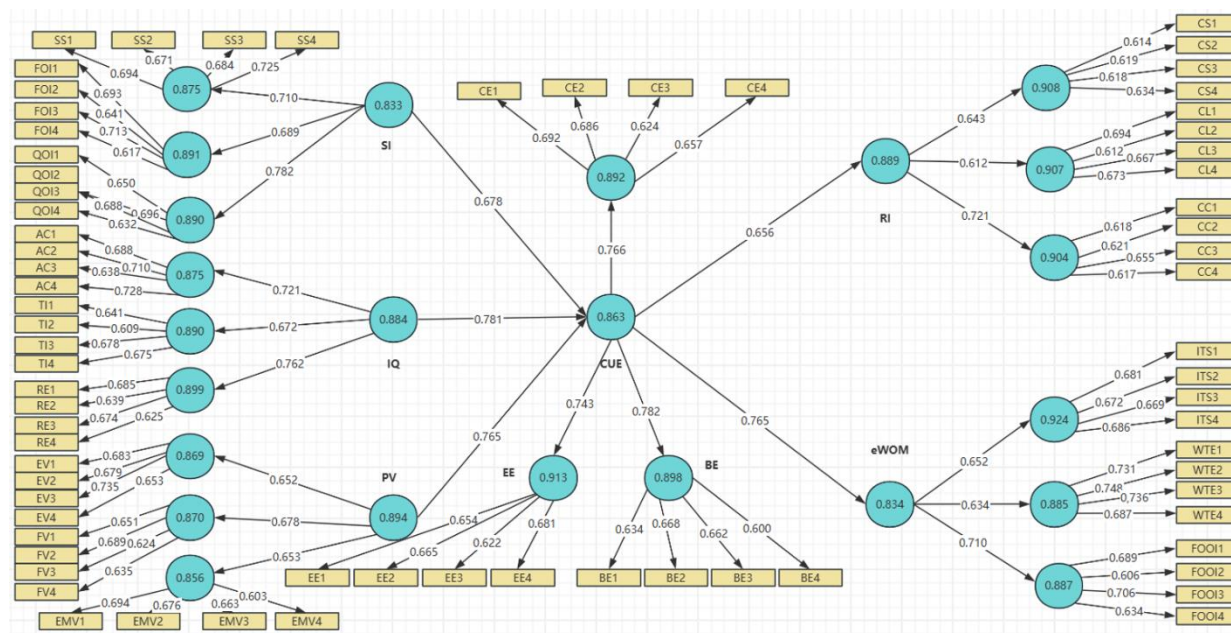 SS1 SS2 SS3 SS4
0.694 0.671 0.684 0.725
0.875
FOI1
FOI2
FOI3
FOI4
0.693
0.641
0.713
0.617
0.891
QOI1
QOI2
QOI3
QOI4
0.650
0.696
0.688
0.632
0.890
0.710
0.689
0.782
0.833
SI
AC1
AC2
AC3
AC4
0.688
0.710
0.638
0.728
0.875
TI1
TI2
TI3
TI4
0.641
0.609
0.678
0.675
0.890
RE1
RE2
RE3
RE4
0.685
0.639
0.674
0.625
0.899
0.721
0.672
0.762
0.884
IQ
EV1
EV2
EV3
EV4
0.683
0.679
0.735
0.653
0.869
FV1
FV2
FV3
FV4
0.651
0.689
0.624
0.635
0.870
0.856
0.694 0.676 0.663 0.603
EMV1 EMV2 EMV3 EMV4
0.652
0.678
0.653
PV
0.894
0.678
0.781
0.765
CE1 CE2 CE3 CE4
0.692 0.686 0.624 0.657
0.892
0.766
0.863
CUE
0.743 0.782
EE BE
0.913 0.898
0.654 0.665 0.622 0.681
0.634 0.668 0.662 0.600
EE1 EE2 EE3 EE4 BE1 BE2 BE3 BE4
0.656
0.765
0.889
RI
0.643
0.612
0.721
0.908
0.614
0.619
0.618
0.634
CS1
CS2
CS3
CS4
0.907
0.694
0.612
0.667
0.673
CL1
CL2
CL3
CL4
0.904
0.618
0.621
0.655
0.617
CC1
CC2
CC3
CC4
eWOM
0.834
0.652
0.634
0.710
0.924
0.681
0.672
0.669
0.686
ITS1
ITS2
ITS3
ITS4
0.885
0.731
0.748
0.736
0.687
WTE1
WTE2
WTE3
WTE4
0.887
0.689
0.606
0.706
0.634
FOOI1
FOOI2
FOOI3
FOOI4